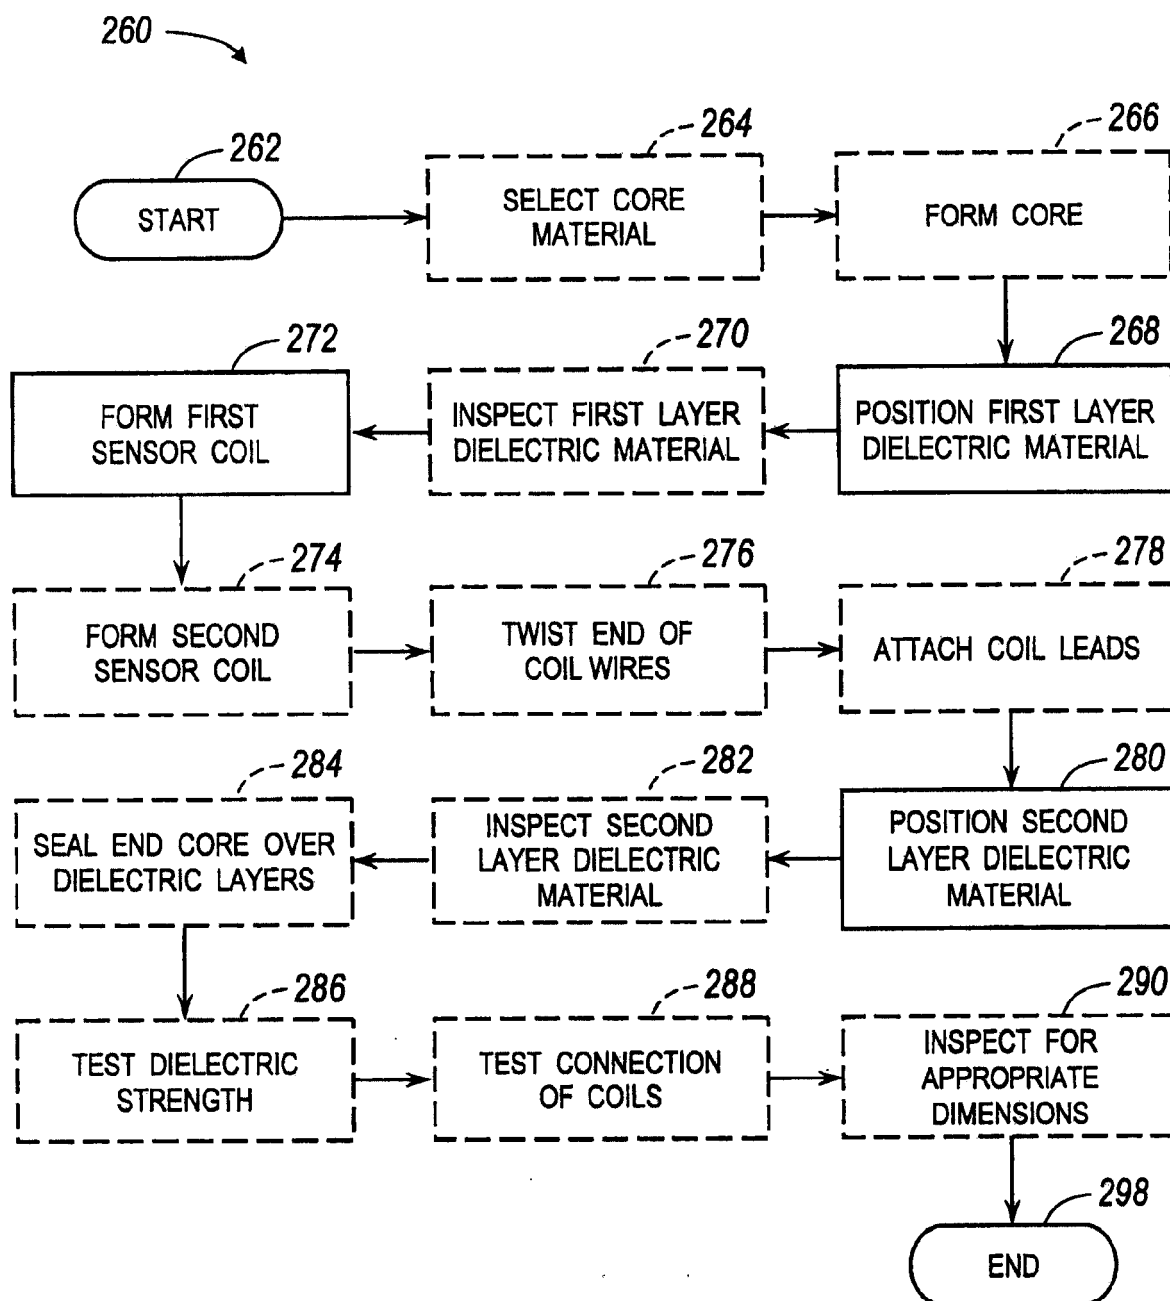 260
262
START
264
SELECT CORE
MATERIAL
266
FORM CORE
268
POSITION FIRST LAYER
DIELECTRIC MATERIAL
270
INSPECT FIRST LAYER
DIELECTRIC MATERIAL
272
FORM FIRST
SENSOR COIL
274
FORM SECOND
SENSOR COIL
276
TWIST END OF
COIL WIRES
278
ATTACH COIL LEADS
280
POSITION SECOND
LAYER DIELECTRIC
MATERIAL
282
INSPECT SECOND
LAYER DIELECTRIC
MATERIAL
284
SEAL END CORE OVER
DIELECTRIC LAYERS
286
TEST DIELECTRIC
STRENGTH
288
TEST CONNECTION
OF COILS
290
INSPECT FOR
APPROPRIATE
DIMENSIONS
298
END